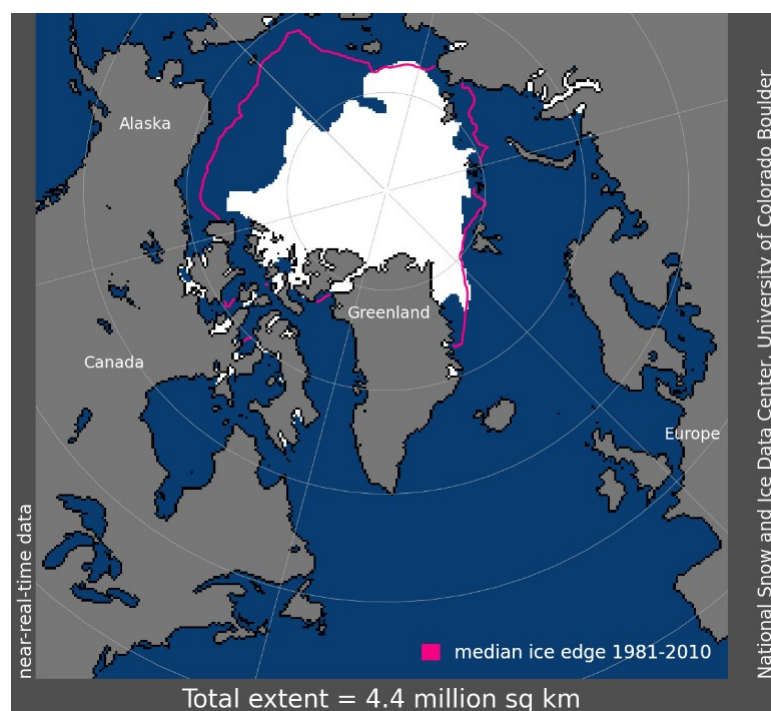 Alaska
Greenland
Canada
Europe
near-real-time data
National Snow and Ice Data Center, University of Colorado Boulder
median ice edge 1981-2010
Total extent = 4.4 million sq km